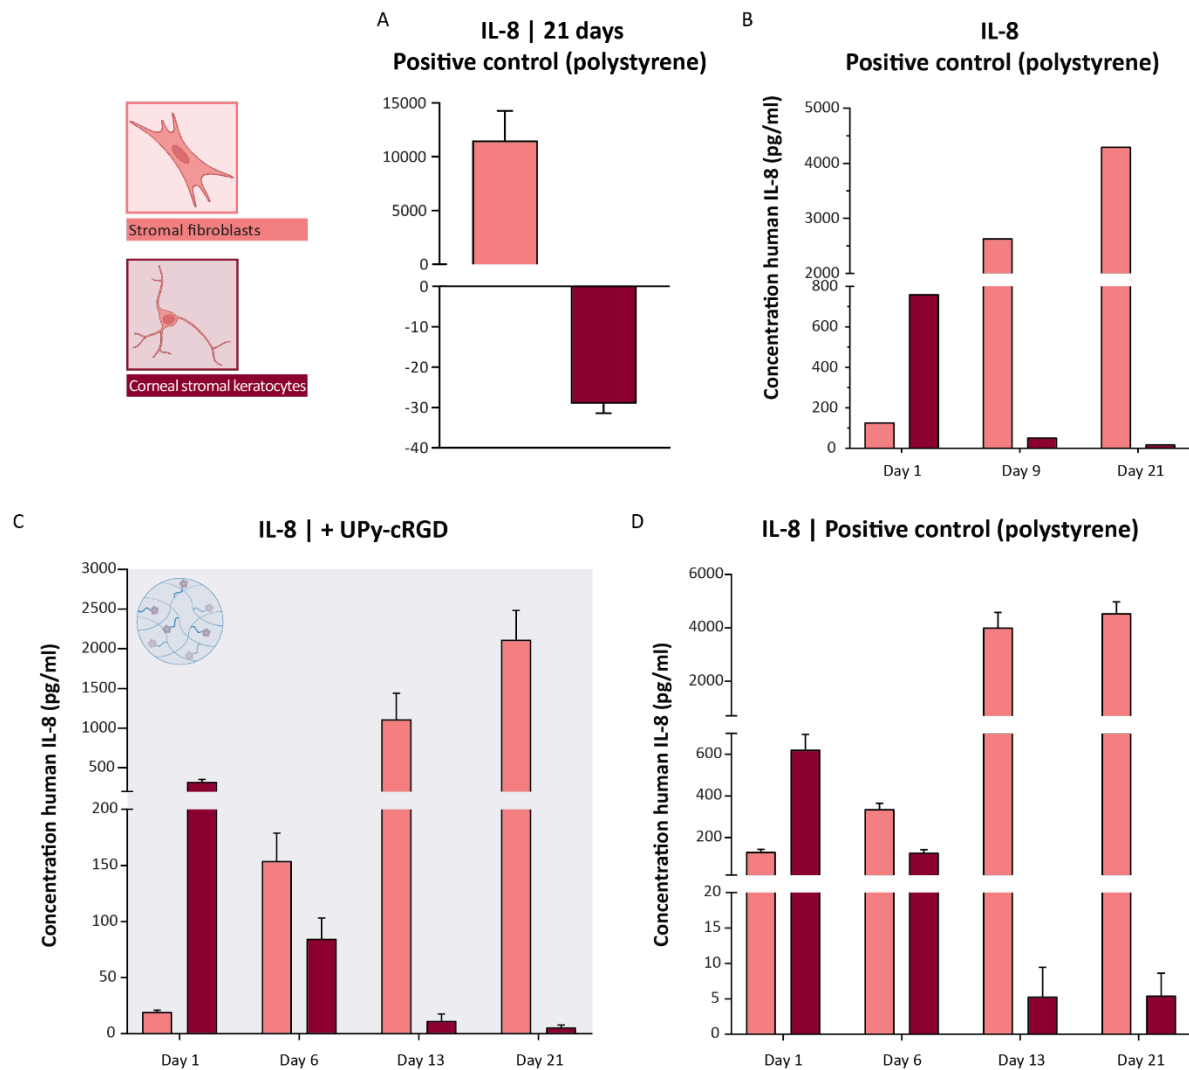 A
IL-8 | 21 days
Positive control (polystyrene)
15000
10000
5000
0
0
-10
-20
-30
-40
Stromal fibroblasts
Corneal stromal keratocytes
B
IL-8
Positive control (polystyrene)
Concentration human IL-8 (pg/ml)
5000
4000
3000
2000
800
600
400
200
0
Day 1
Day 9
Day 21
C
IL-8 | + UPy-cRGD
Concentration human IL-8 (pg/ml)
3000
2500
2000
1500
1000
500
200
150
100
50
0
Day 1
Day 6
Day 13
Day 21
D
IL-8 | Positive control (polystyrene)
Concentration human IL-8 (pg/ml)
6000
4000
2000
600
400
200
20
15
10
5
0
Day 1
Day 6
Day 13
Day 21